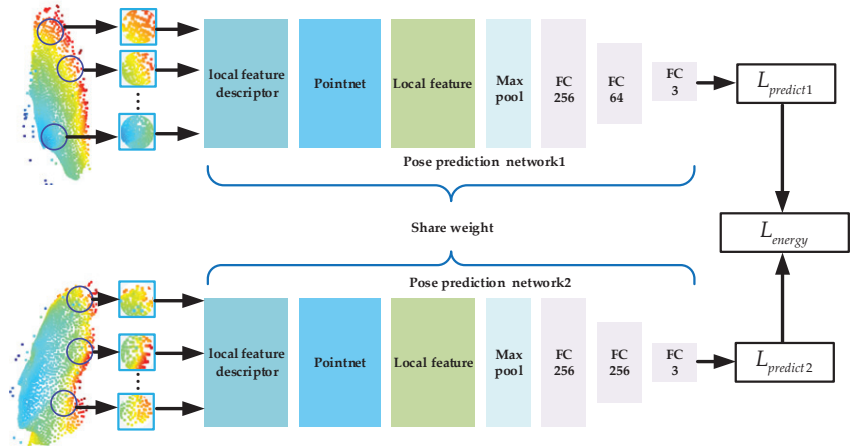 local feature
descriptor
Pointnet
Local feature
Max
pool
FC
256
FC
64
FC
3
L_predict1
Pose prediction network1
Share weight
L_energy
Pose prediction network2
local feature
descriptor
Pointnet
Local feature
Max
pool
FC
256
FC
256
FC
3
L_predict2